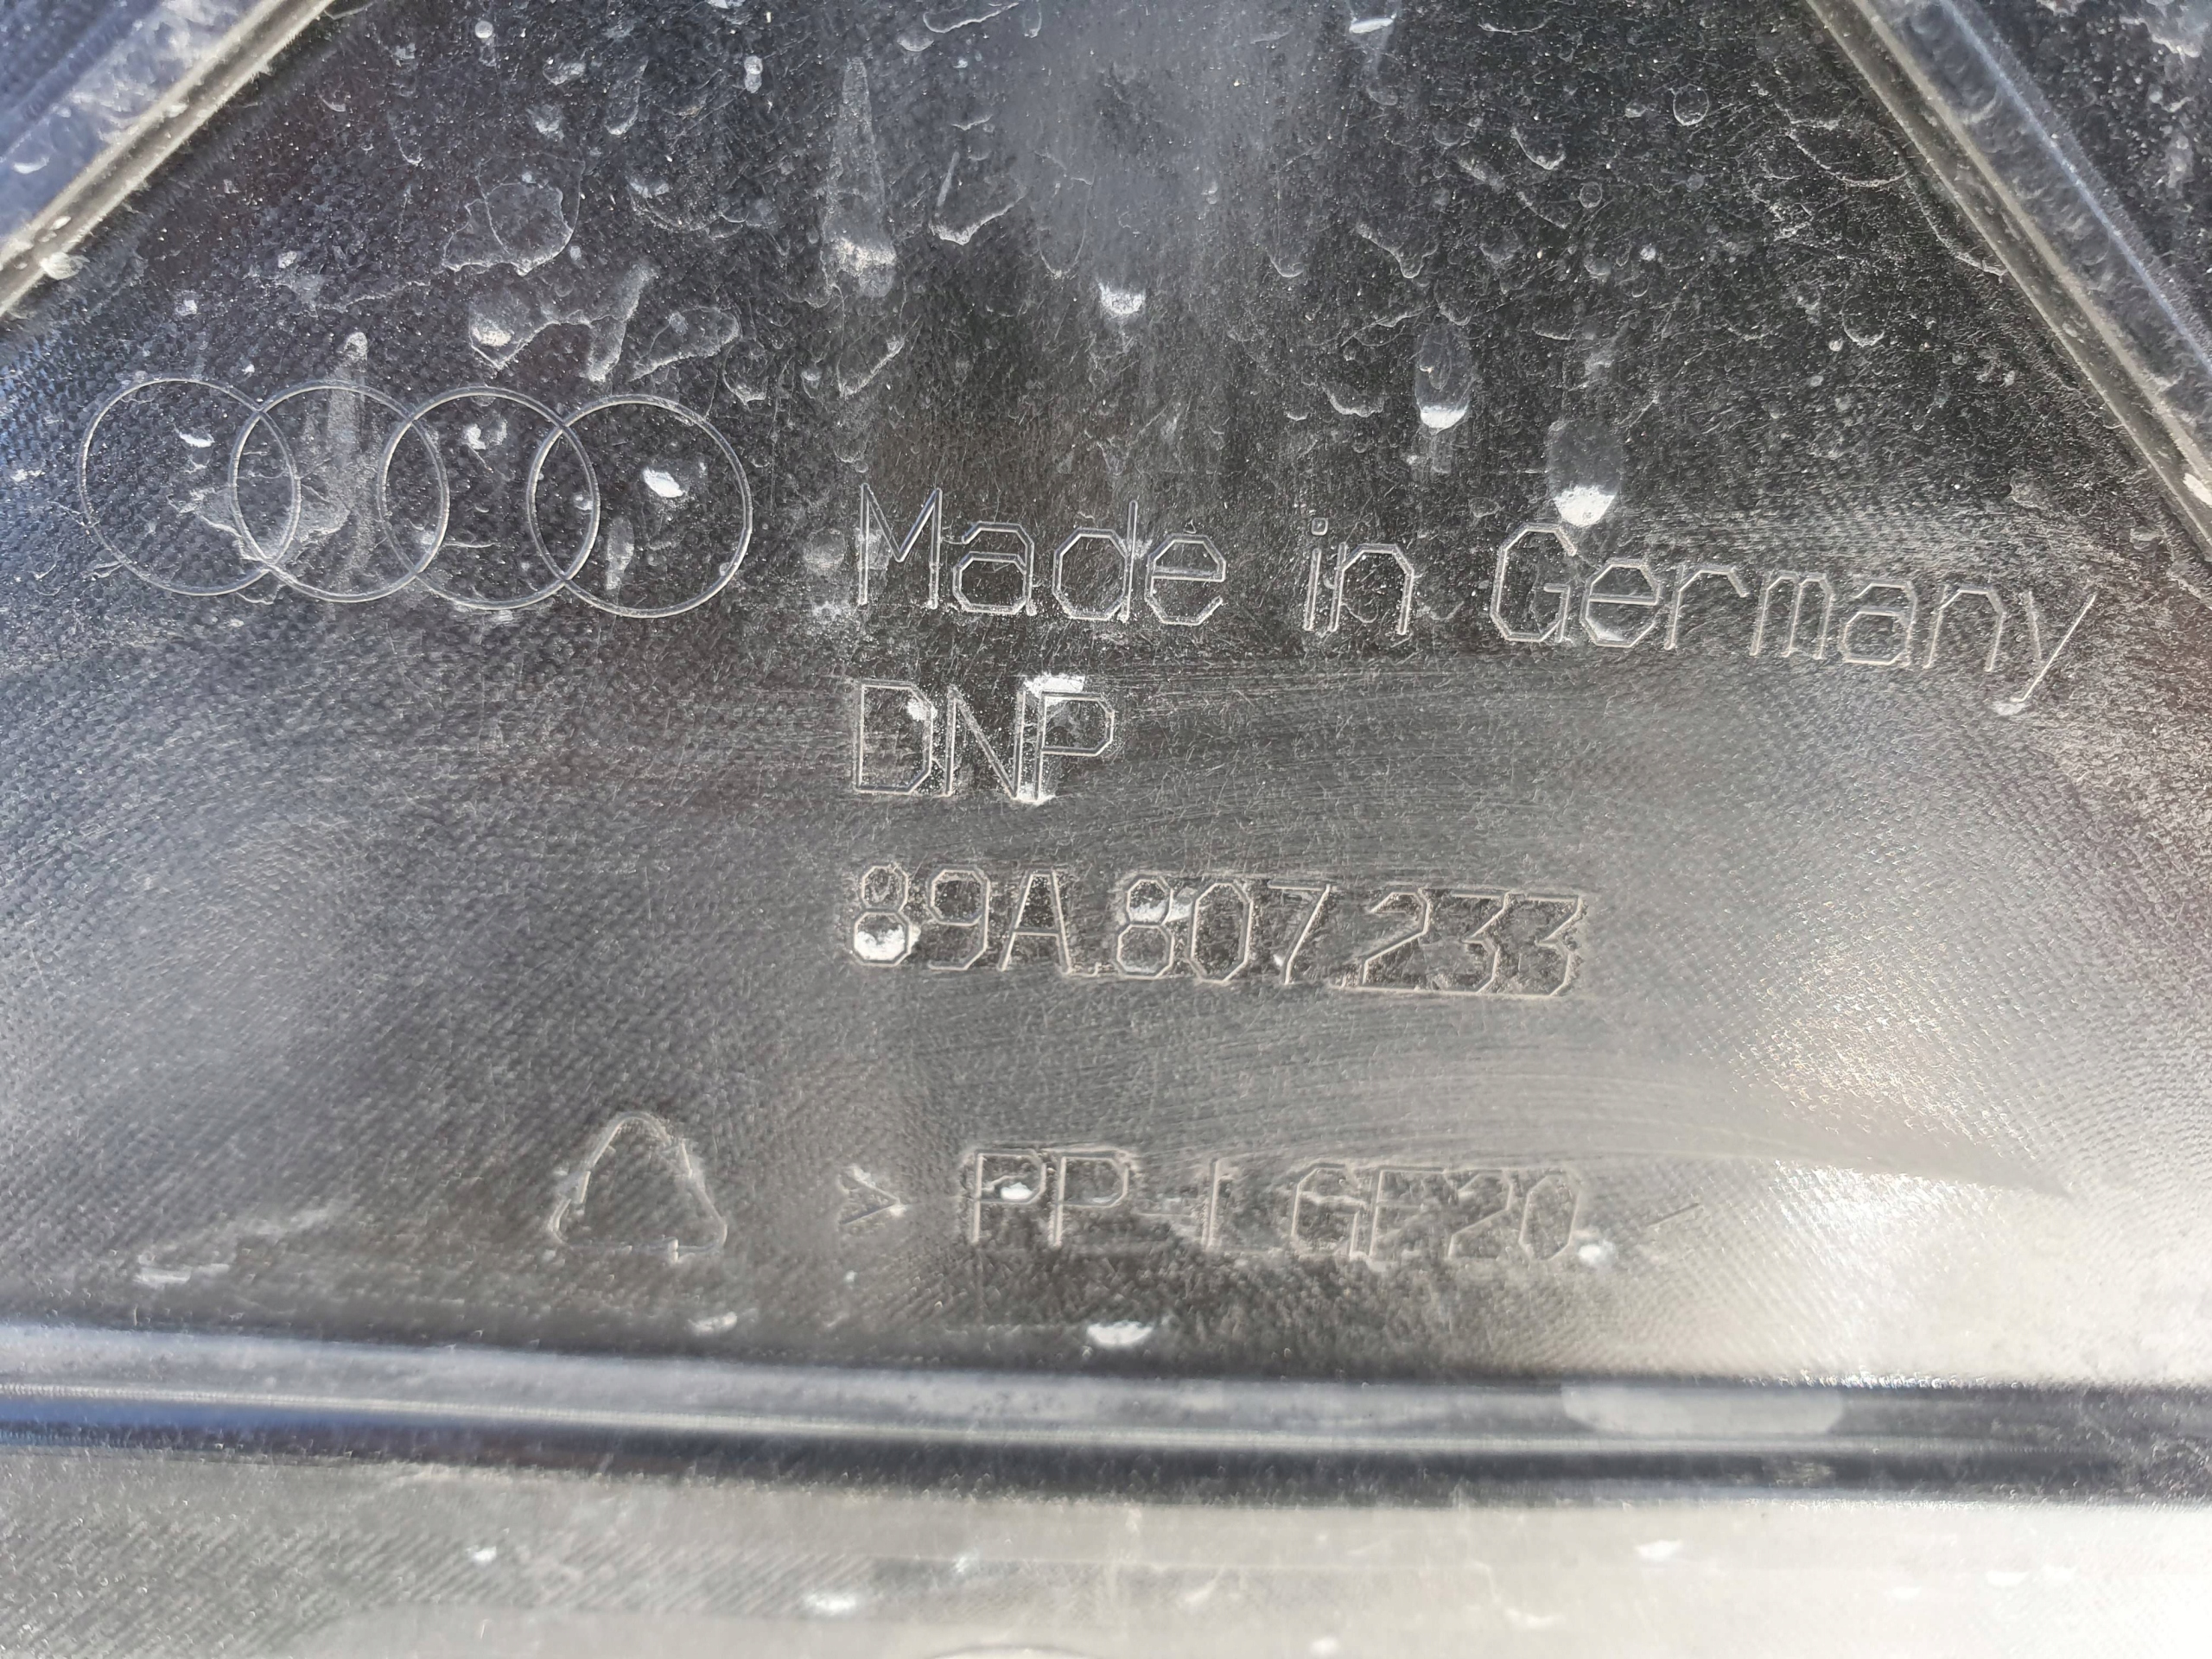 Made in Germany
DNP
89A.807.233
> PP-LGF20 <